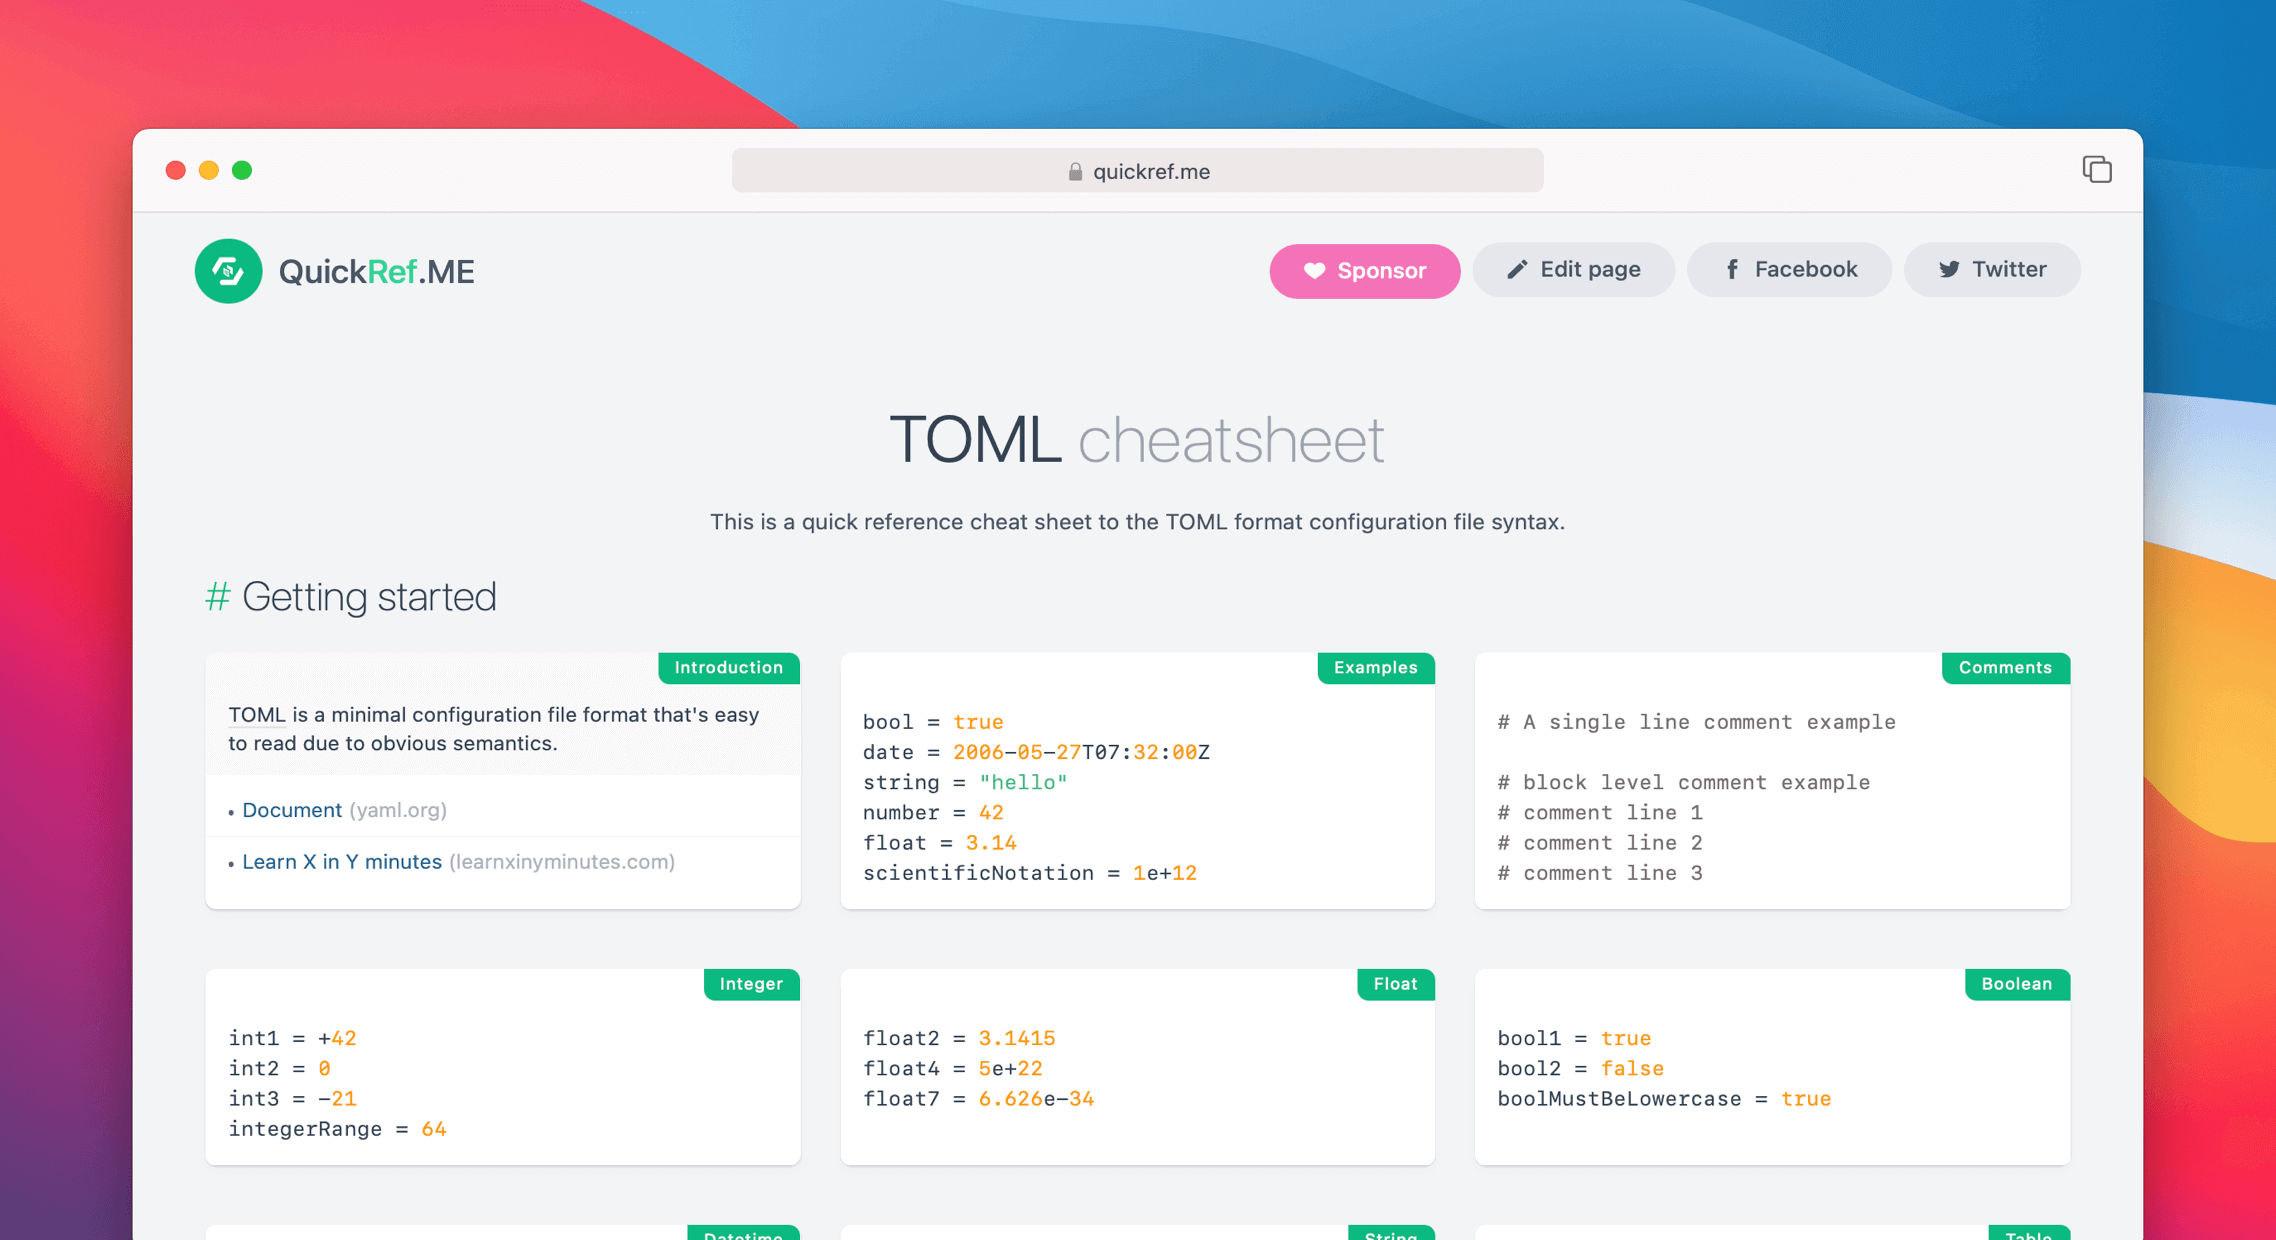 quickref.me
QuickRef.ME
Sponsor
Edit page
Facebook
Twitter
TOML cheatsheet
This is a quick reference cheat sheet to the TOML format configuration file syntax.
# Getting started
Introduction
TOML is a minimal configuration file format that's easy
to read due to obvious semantics.
• Document (yaml.org)
• Learn X in Y minutes (learnxinyminutes.com)
Examples
bool = true
date = 2006-05-27T07:32:00Z
string = "hello"
number = 42
float = 3.14
scientificNotation = 1e+12
Comments
# A single line comment example
# block level comment example
# comment line 1
# comment line 2
# comment line 3
Integer
int1 = +42
int2 = 0
int3 = -21
integerRange = 64
Float
float2 = 3.1415
float4 = 5e+22
float7 = 6.626e-34
Boolean
bool1 = true
bool2 = false
boolMustBeLowercase = true
Datetime
String
Table